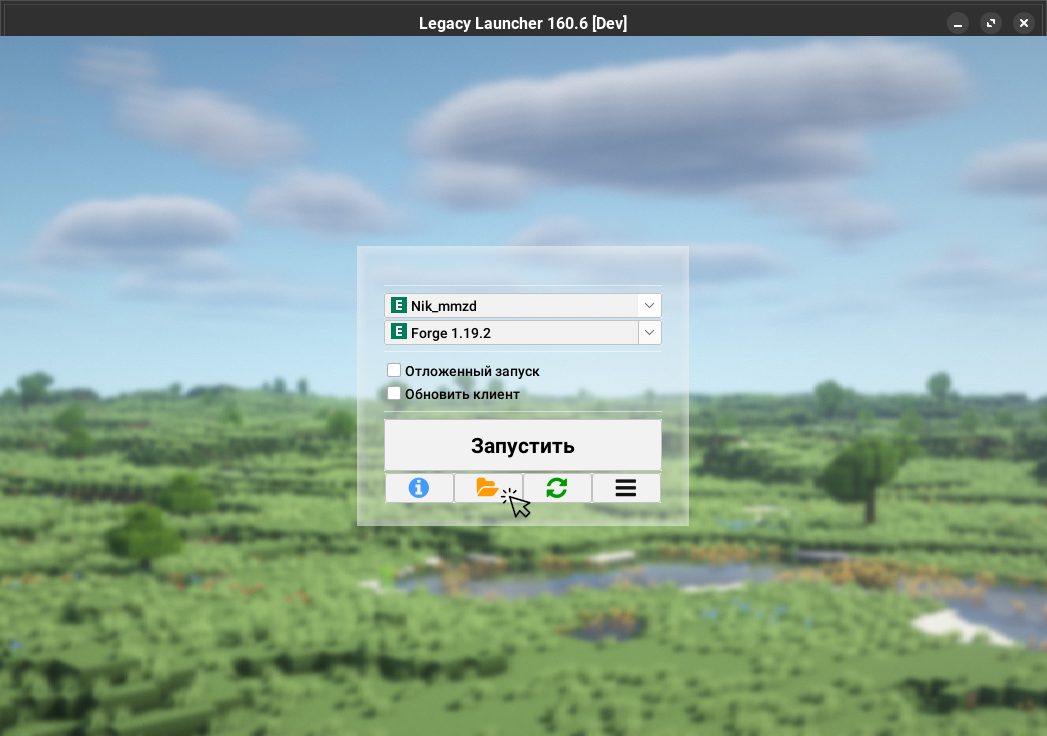 Legacy Launcher 160.6 [Dev]
E Nik_mmzd
E Forge 1.19.2
Отложенный запуск
Обновить клиент
Запустить